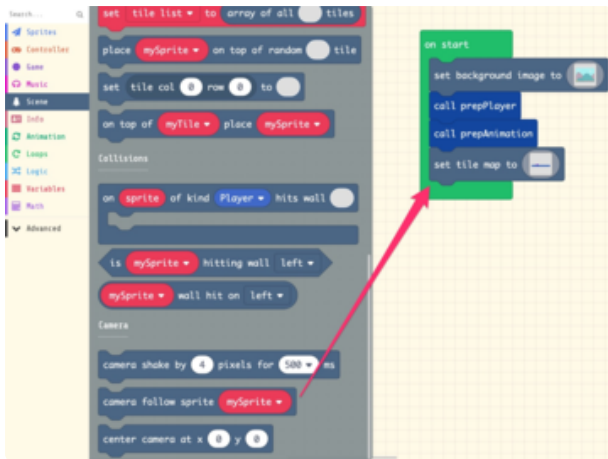 Search...
Sprites
Controller
Game
Music
Scene
Info
Animation
Loops
Logic
Variables
Math
Advanced
set tile list to array of all tiles
place mySprite on top of random tile
set tile col 0 row 0 to
on top of myTile place mySprite
Collisions
on sprite of kind Player hits wall
is mySprite hitting wall left
mySprite wall hit on left
Camera
camera shake by 4 pixels for 500 ms
camera follow sprite mySprite
center camera at x 0 y 0
on start
set background image to
call prepPlayer
call prepAnimation
set tile map to